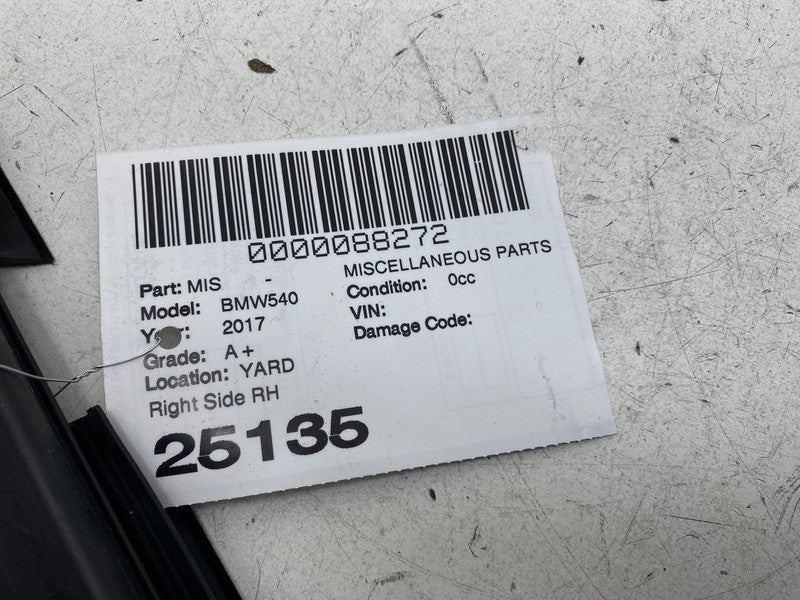 0000088272
Part: MIS - MISCELLANEOUS PARTS
Model: BMW540 Condition: 0cc
Year: 2017 VIN:
Grade: A+ Damage Code:
Location: YARD
Right Side RH
25135